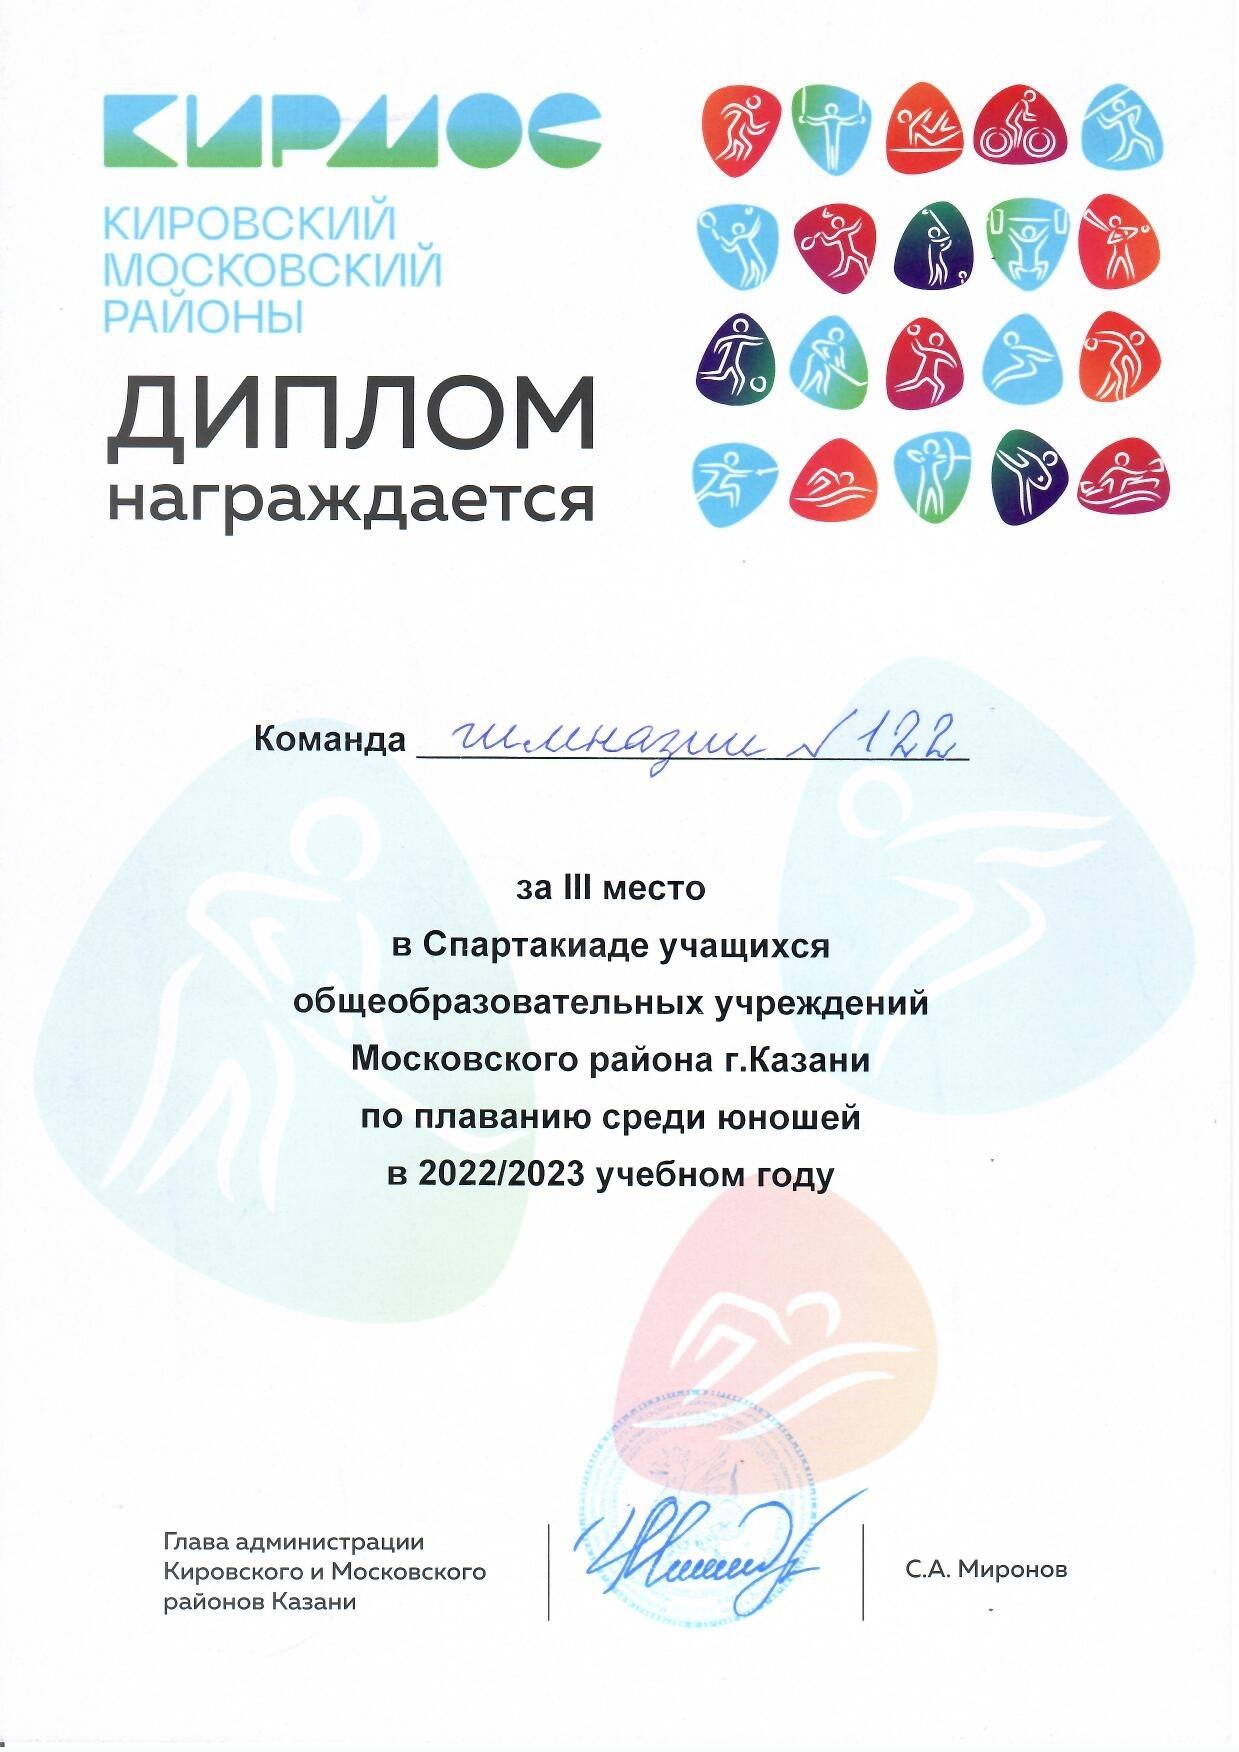 КИРМОС
КИРОВСКИЙ
МОСКОВСКИЙ
РАЙОНЫ
ДИПЛОМ
награждается
Команда гимназии №122
за III место
в Спартакиаде учащихся
общеобразовательных учреждений
Московского района г.Казани
по плаванию среди юношей
в 2022/2023 учебном году
Глава администрации
Кировского и Московского
районов Казани
С.А. Миронов